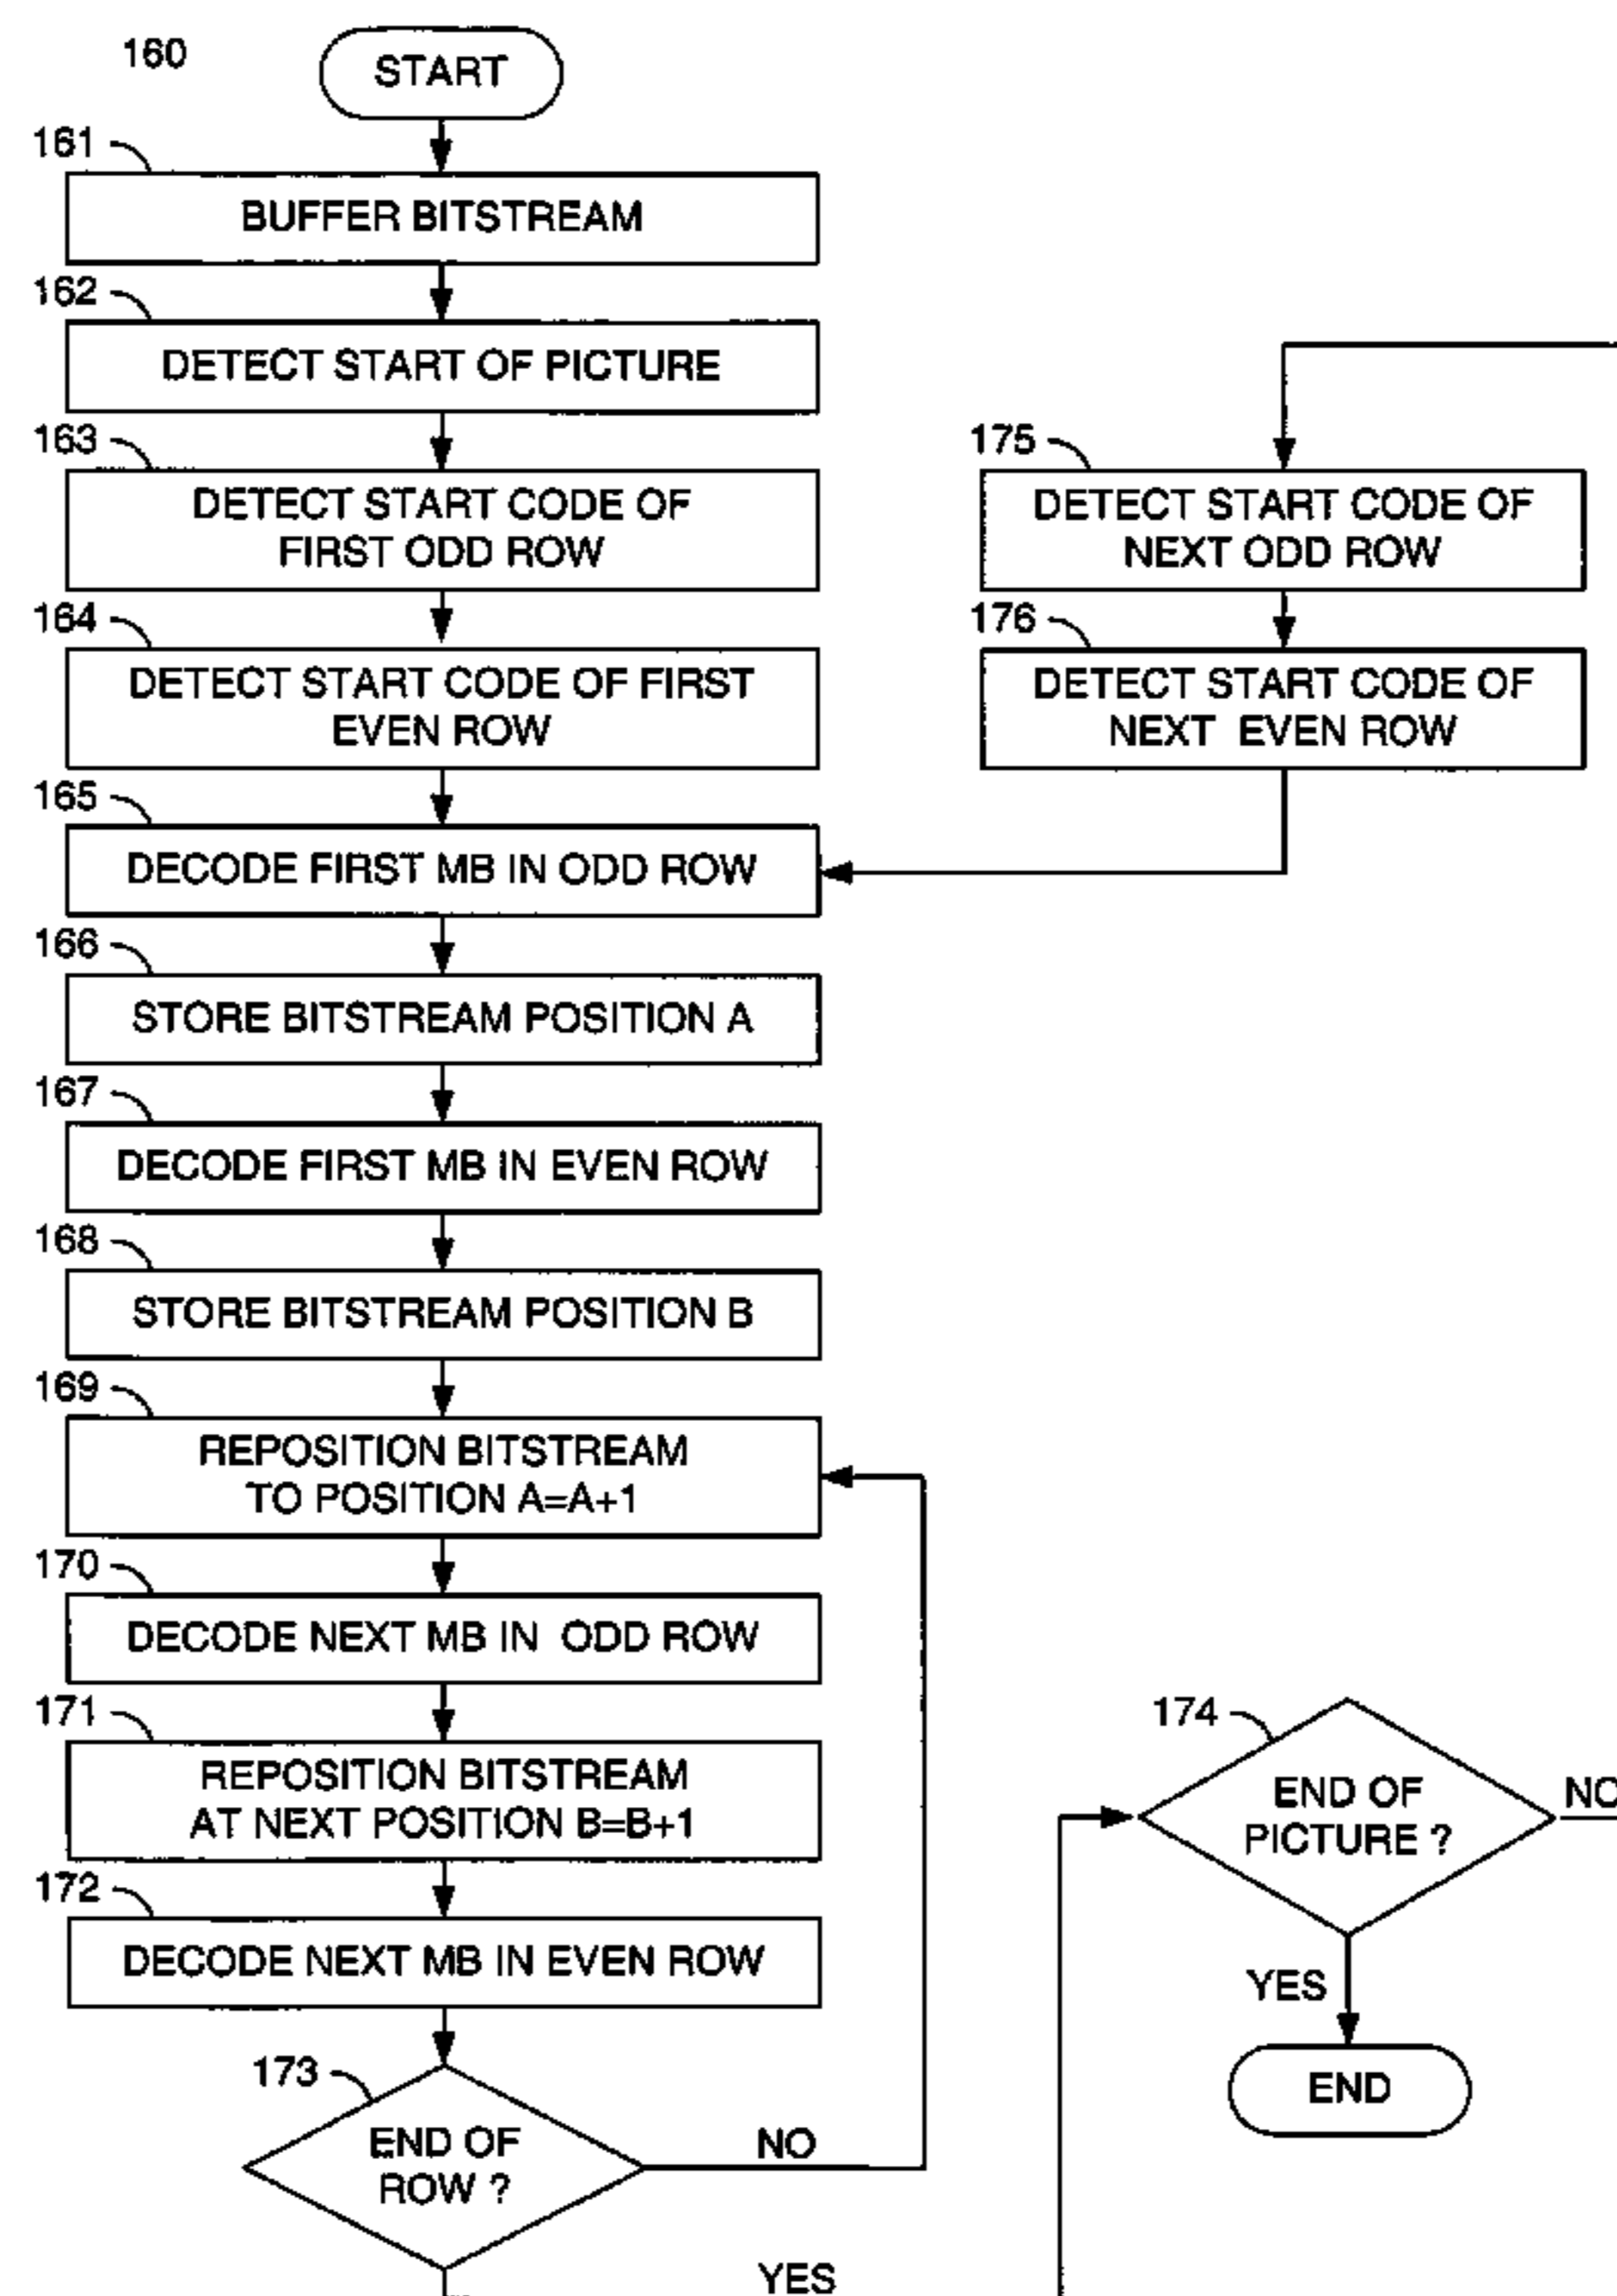 160
START
161
BUFFER BITSTREAM
162
DETECT START OF PICTURE
163
DETECT START CODE OF
FIRST ODD ROW
164
DETECT START CODE OF FIRST
EVEN ROW
165
DECODE FIRST MB IN ODD ROW
166
STORE BITSTREAM POSITION A
167
DECODE FIRST MB IN EVEN ROW
168
STORE BITSTREAM POSITION B
169
REPOSITION BITSTREAM
TO POSITION A=A+1
170
DECODE NEXT MB IN ODD ROW
171
REPOSITION BITSTREAM
AT NEXT POSITION B=B+1
172
DECODE NEXT MB IN EVEN ROW
173
END OF
ROW ?
NO
YES
174
END OF
PICTURE ?
NO
YES
END
175
DETECT START CODE OF
NEXT ODD ROW
176
DETECT START CODE OF
NEXT EVEN ROW